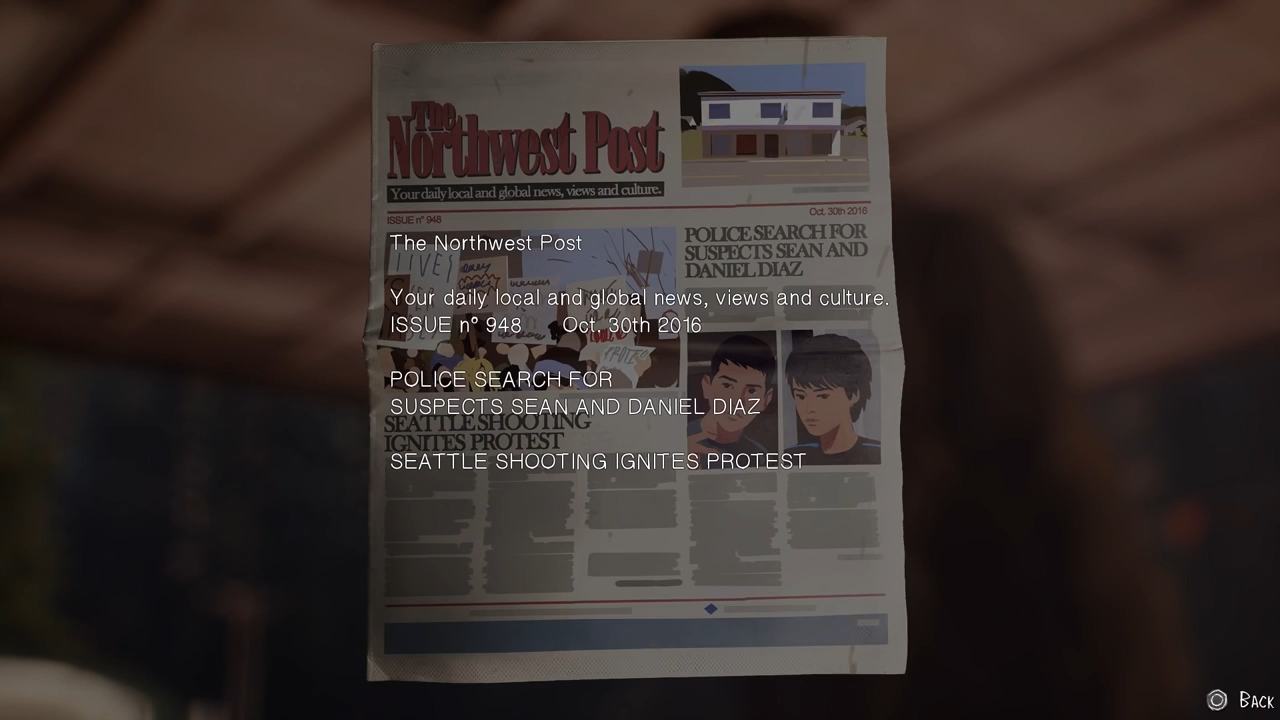 The
Northwest Post
Your daily local and global news, views and culture.
ISSUE nº 948
Oct. 30th 2016
POLICE SEARCH FOR
SUSPECTS SEAN AND
DANIEL DIAZ
LIVES
SEATTLE SHOOTING
IGNITES PROTEST
The Northwest Post
Your daily local and global news, views and culture.
ISSUE nº 948 Oct. 30th 2016
POLICE SEARCH FOR
SUSPECTS SEAN AND DANIEL DIAZ
SEATTLE SHOOTING IGNITES PROTEST
BACK